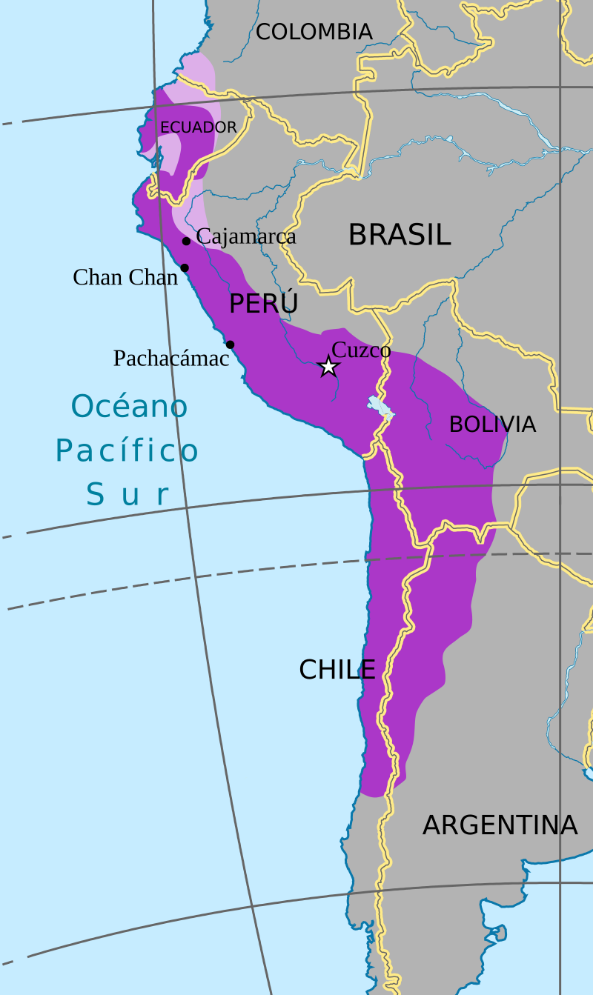 COLOMBIA
ECUADOR
BRASIL
Cajamarca
Chan Chan
PERÚ
Cuzco
Pachacámac
Océano
Pacífico
Sur
BOLIVIA
CHILE
ARGENTINA